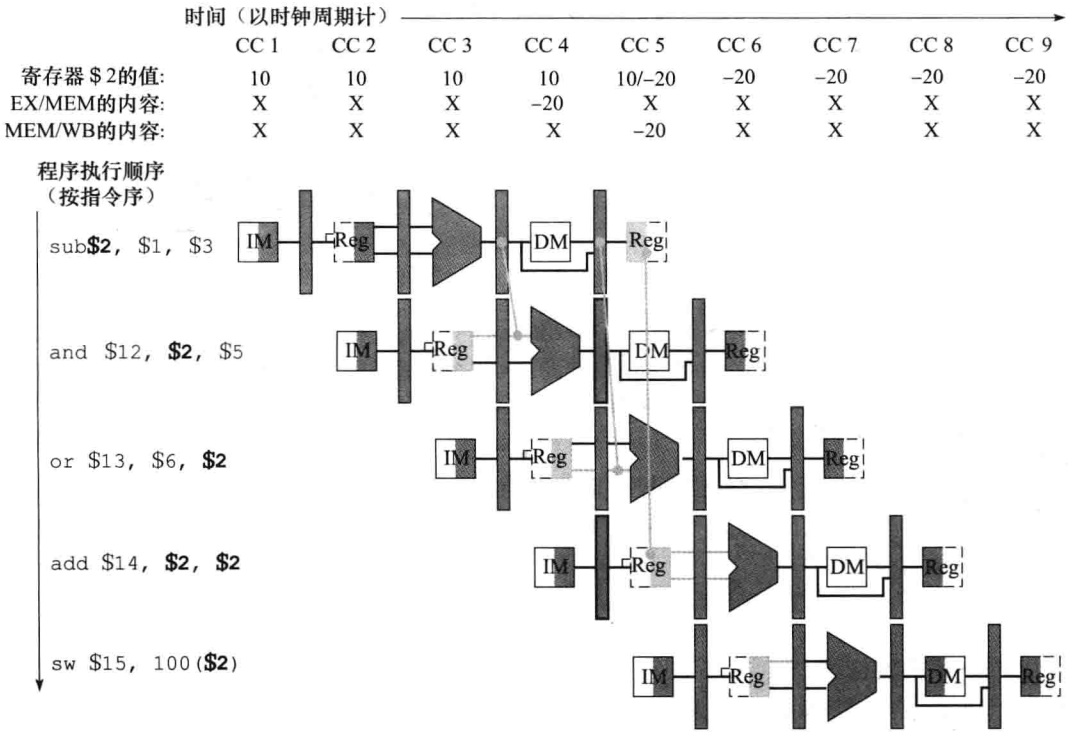 时间（以时钟周期计）
CC 1 CC 2 CC 3 CC 4 CC 5 CC 6 CC 7 CC 8 CC 9
寄存器 $2的值: 10 10 10 10 10/–20 –20 –20 –20 –20
EX/MEM的内容: X X X –20 X X X X X
MEM/WB的内容: X X X X –20 X X X X
程序执行顺序
（按指令序）
sub$2, $1, $3 IM Reg DM Reg
and $12, $2, $5 IM Reg DM Reg
or $13, $6, $2 IM Reg DM Reg
add $14, $2, $2 IM Reg DM Reg
sw $15, 100($2) IM Reg DM Reg